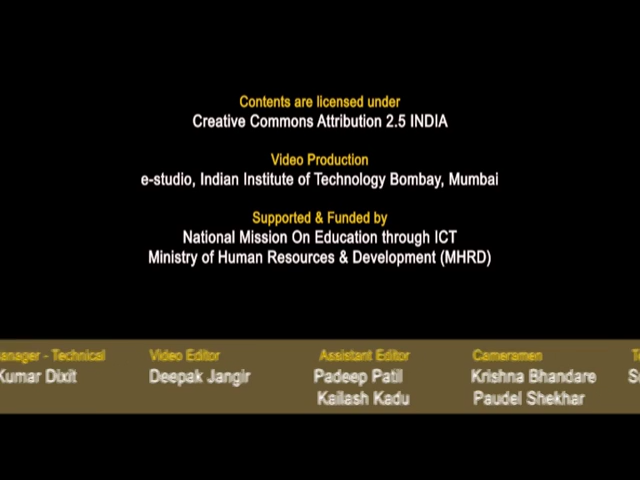 Contents are licensed under
Creative Commons Attribution 2.5 INDIA
Video Production
e-studio, Indian Institute of Technology Bombay, Mumbai
Supported & Funded by
National Mission On Education through ICT
Ministry of Human Resources & Development (MHRD)
- Technical Video Editor Assistant Editor Cameramen
Kumar Dixit Deepak Jangir Padeep Patil Krishna Bhandare
Kailash Kadu Paudel Shekhar